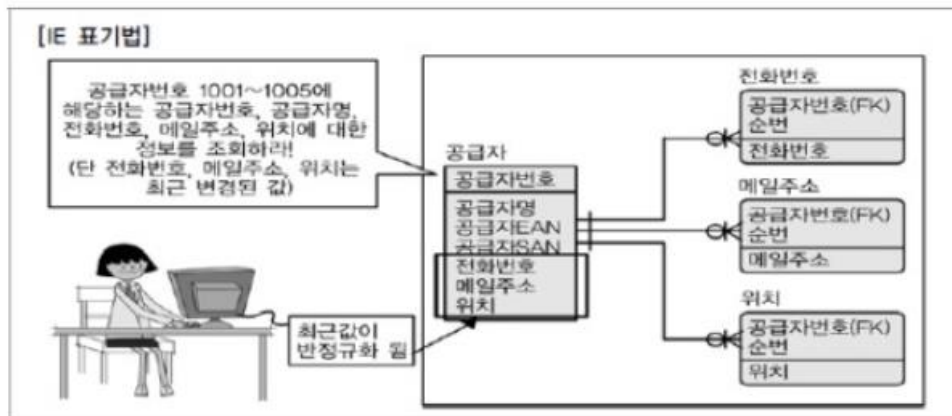 [IE 표기법]
공급자번호 1001~1005에
해당하는 공급자번호, 공급자명,
전화번호, 메일주소, 위치에 대한
정보를 조회하라!
(단 전화번호, 메일주소, 위치는
최근 변경된 값)
공급자
공급자번호
공급자명
공급자EAN
공급자SAN
전화번호
메일주소
위치
최근값이
반정규화 됨
전화번호
공급자번호(FK)
순번
전화번호
메일주소
공급자번호(FK)
순번
메일주소
위치
공급자번호(FK)
순번
위치